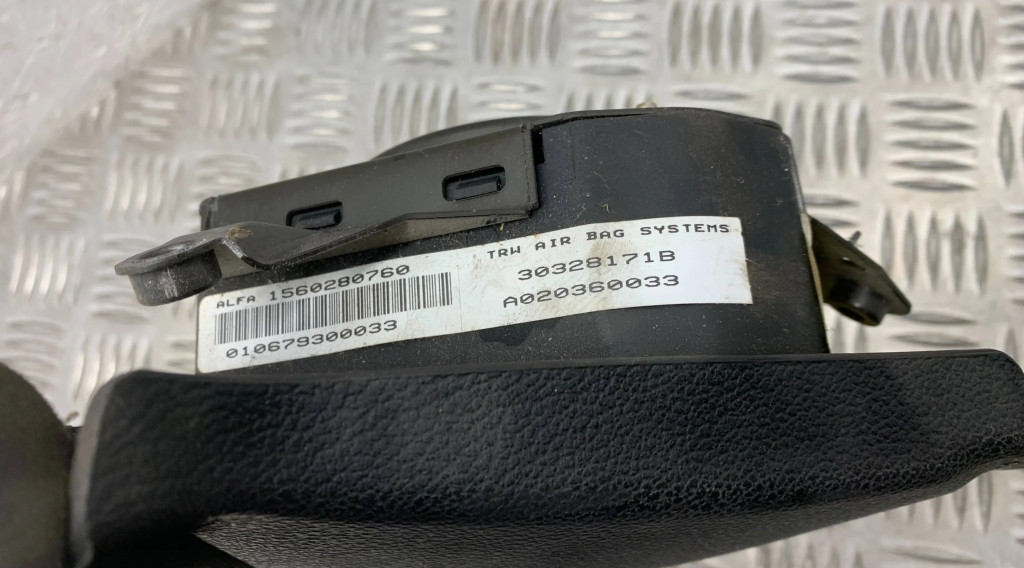 ALFA 1560280760
010679300033
TRW AIR BAG SYSTEMS
30328171B
A020360033